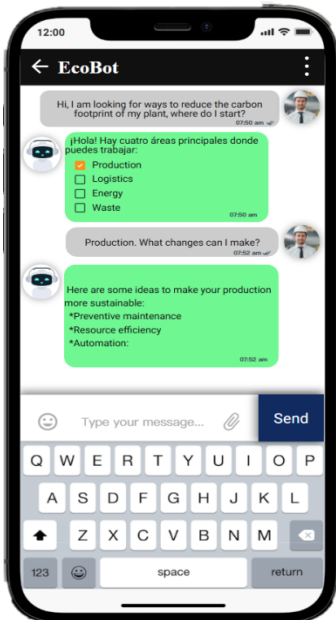 12:00
EcoBot
Hi, I am looking for ways to reduce the carbon
footprint of my plant, where do I start?
07:50 am
¡Hola! Hay cuatro áreas principales donde
puedes trabajar:
Production
Logistics
Energy
Waste
07:50 am
Production. What changes can I make?
07:52 am
Here are some ideas to make your production
more sustainable:
*Preventive maintenance
*Resource efficiency
*Automation:
07:52 am
Type your message...
Send
Q W E R T Y U I O P
A S D F G H J K L
Z X C V B N M
123 space return